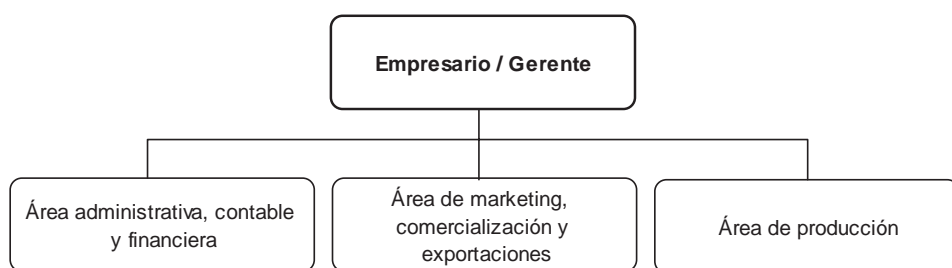 Empresario / Gerente
Área administrativa, contable
y financiera
Área de marketing,
comercialización y
exportaciones
Área de producción